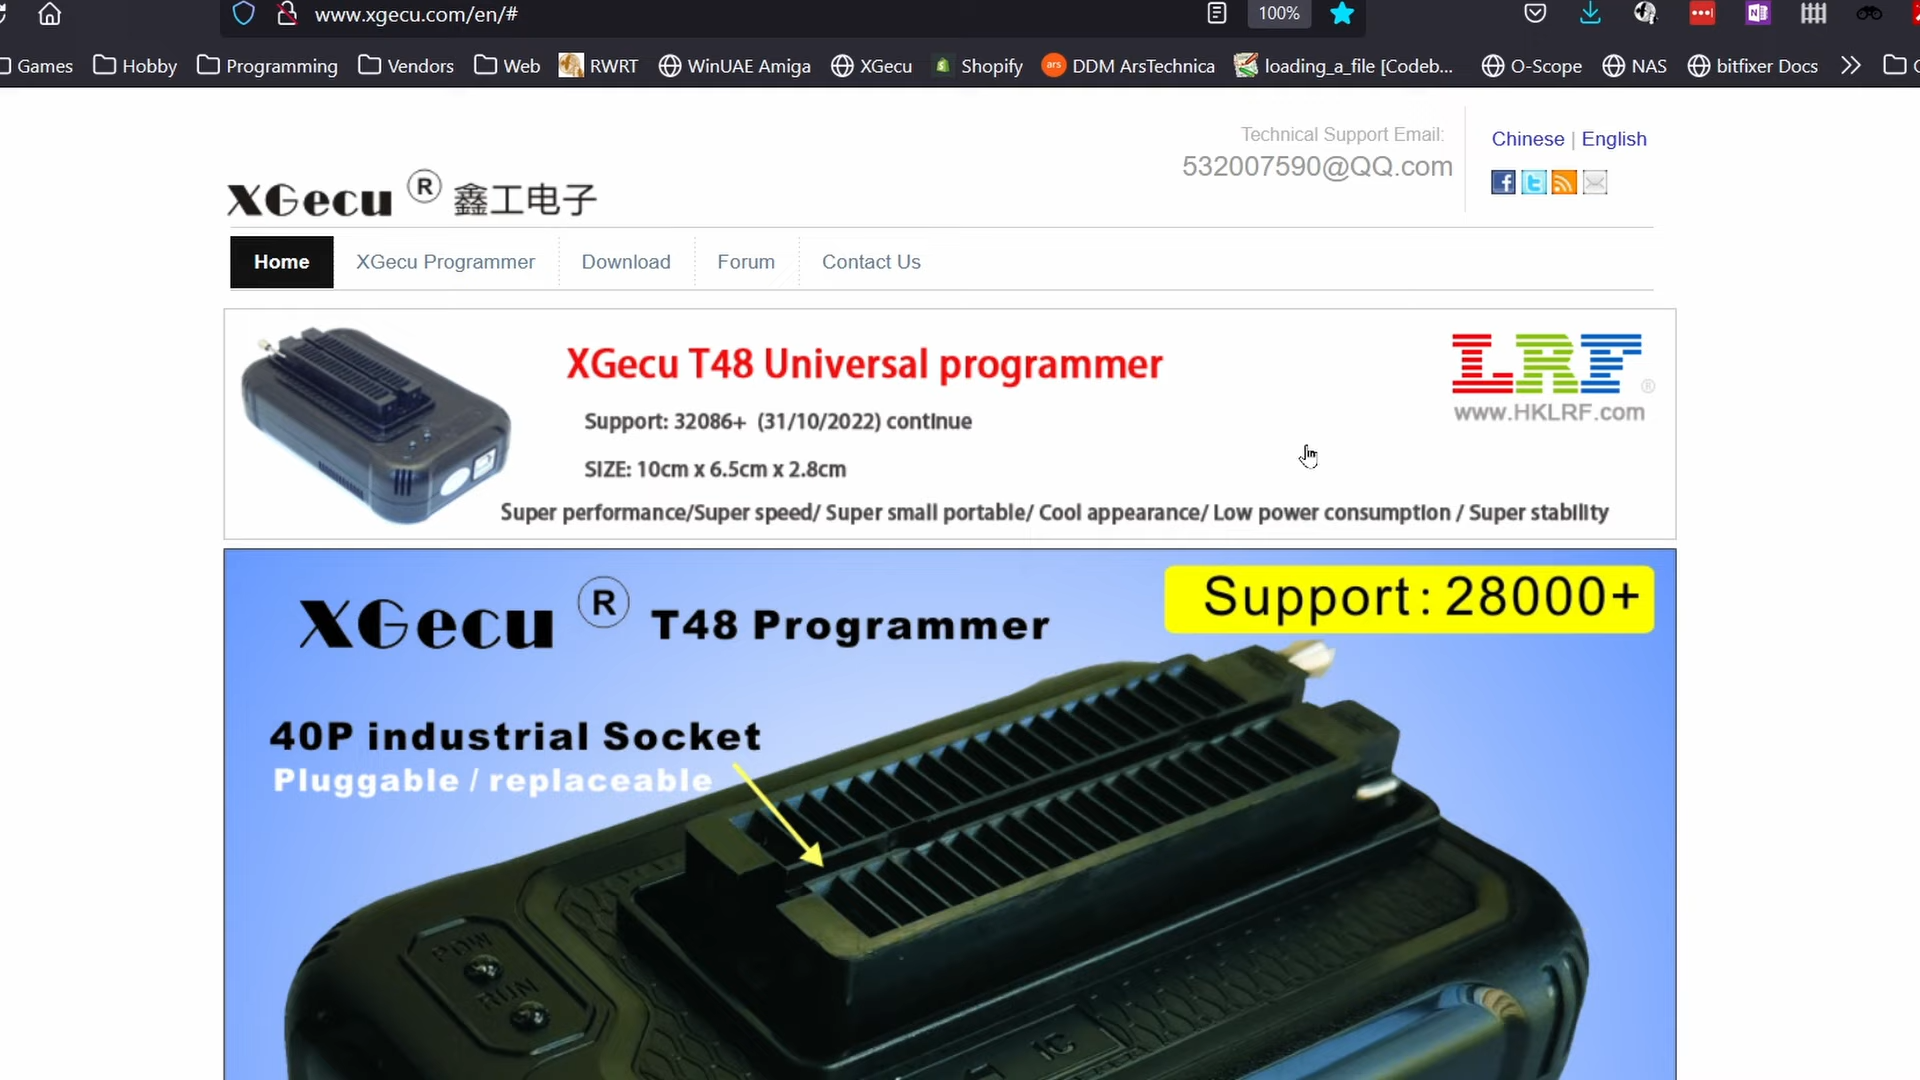 www.xgecu.com/en/#
100%
Games Hobby Programming Vendors Web RWRT WinUAE Amiga XGecu Shopify ars DDM ArsTechnica loading_a_file [Codeb... O-Scope NAS bitfixer Docs
Technical Support Email:
532007590@QQ.com
Chinese | English
XGecu ® 鑫工电子
Home XGecu Programmer Download Forum Contact Us
XGecu T48 Universal programmer
LRF ®
www.HKLRF.com
Support: 32086+ (31/10/2022) continue
SIZE: 10cm x 6.5cm x 2.8cm
Super performance/Super speed/ Super small portable/ Cool appearance/ Low power consumption / Super stability
XGecu ® T48 Programmer
Support: 28000+
40P industrial Socket
Pluggable / replaceable
POW
RUN
IC